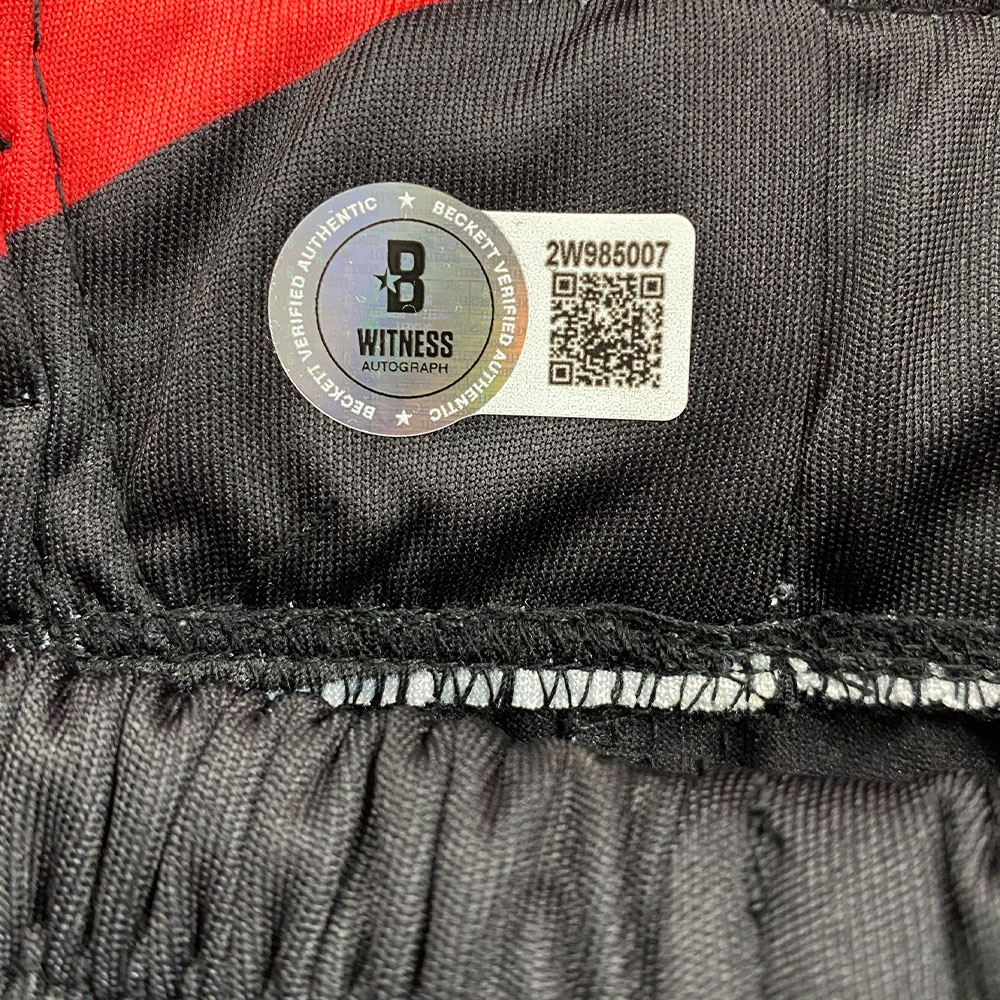 BECKETT VERIFIED AUTHENTIC ★ BECKETT VERIFIED AUTHENTIC ★
B
WITNESS
AUTOGRAPH
2W985007